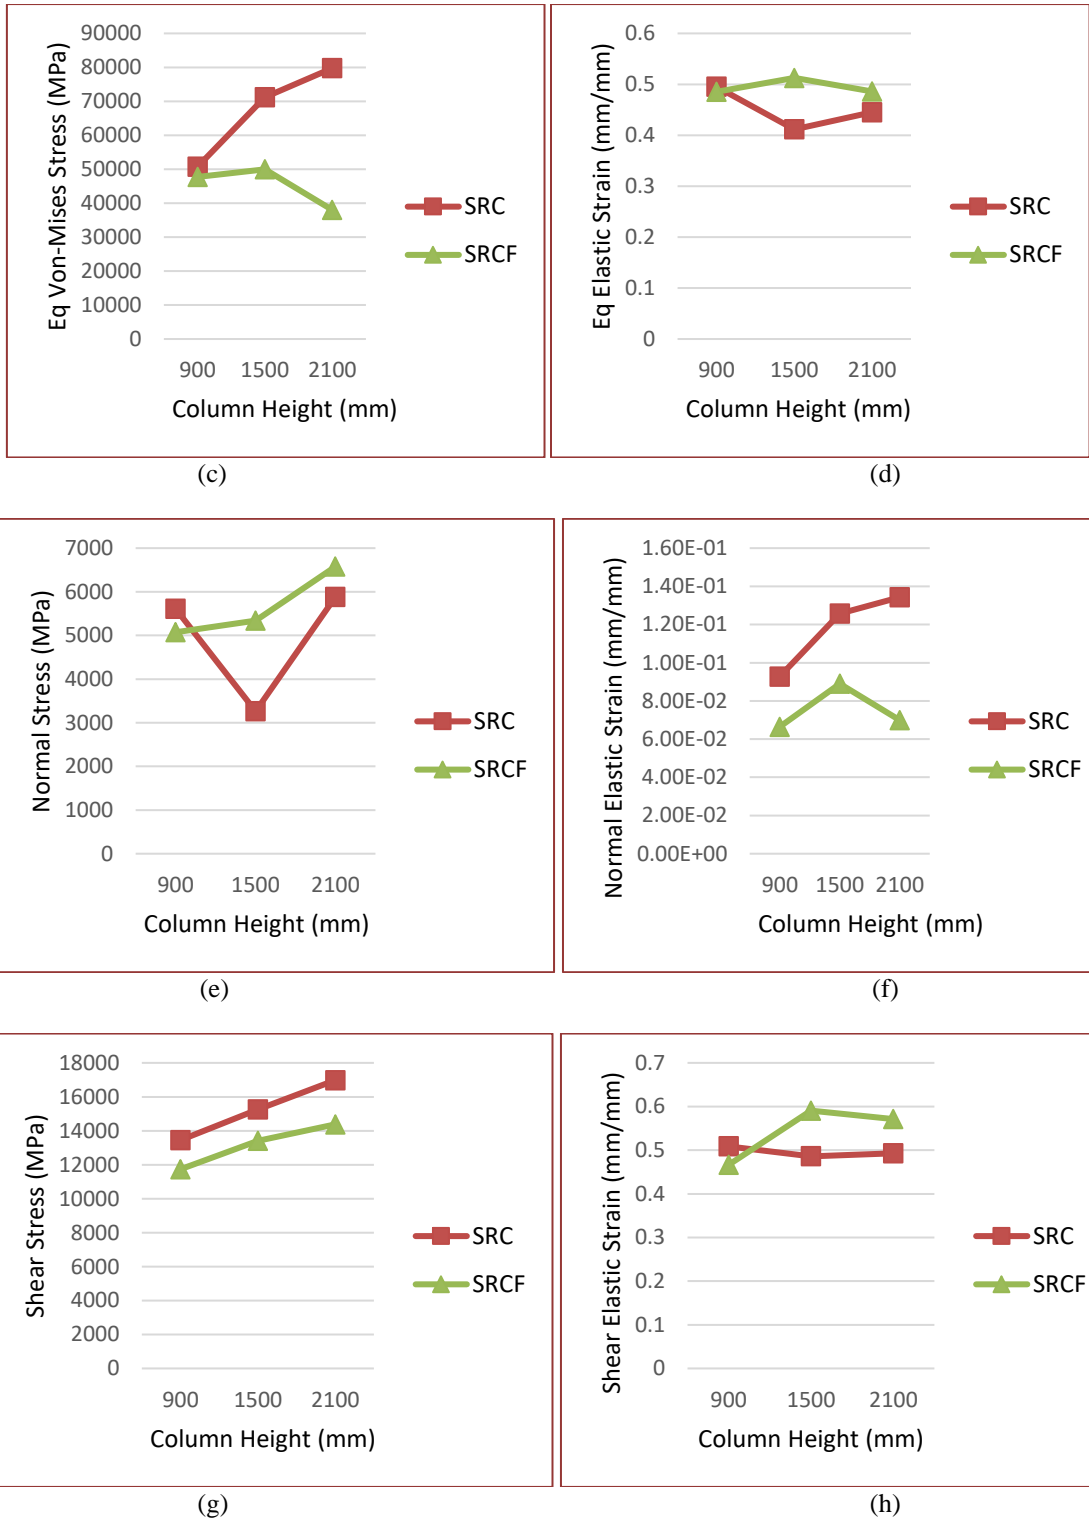 90000
80000
70000
60000
50000
40000
30000
20000
10000
0
Eq Von-Mises Stress (MPa)
900 1500 2100
Column Height (mm)
SRC
SRCF
(c)
0.6
0.5
0.4
0.3
0.2
0.1
0
Eq Elastic Strain (mm/mm)
900 1500 2100
Column Height (mm)
SRC
SRCF
(d)
7000
6000
5000
4000
3000
2000
1000
0
Normal Stress (MPa)
900 1500 2100
Column Height (mm)
SRC
SRCF
(e)
1.60E-01
1.40E-01
1.20E-01
1.00E-01
8.00E-02
6.00E-02
4.00E-02
2.00E-02
0.00E+00
Normal Elastic Strain (mm/mm)
900 1500 2100
Column Height (mm)
SRC
SRCF
(f)
18000
16000
14000
12000
10000
8000
6000
4000
2000
0
Shear Stress (MPa)
900 1500 2100
Column Height (mm)
SRC
SRCF
(g)
0.7
0.6
0.5
0.4
0.3
0.2
0.1
0
Shear Elastic Strain (mm/mm)
900 1500 2100
Column Height (mm)
SRC
SRCF
(h)